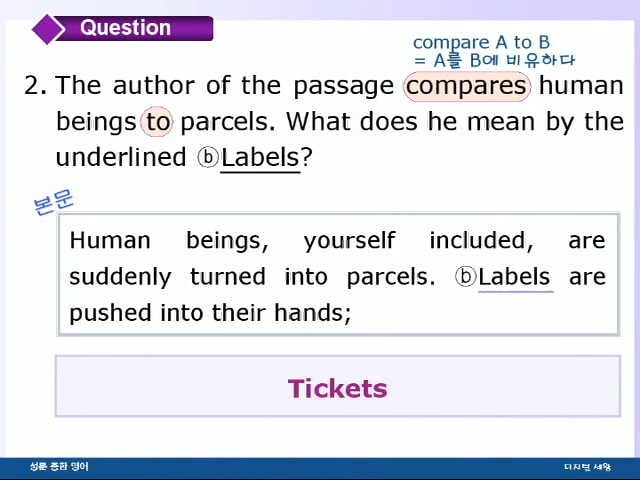 Question
compare A to B
= A를 B에 비유하다
2. The author of the passage compares human
beings to parcels. What does he mean by the
underlined ⓑLabels?
본문
Human beings, yourself included, are
suddenly turned into parcels. ⓑLabels are
pushed into their hands;
Tickets
성문 종합 영어
디지털 세왕